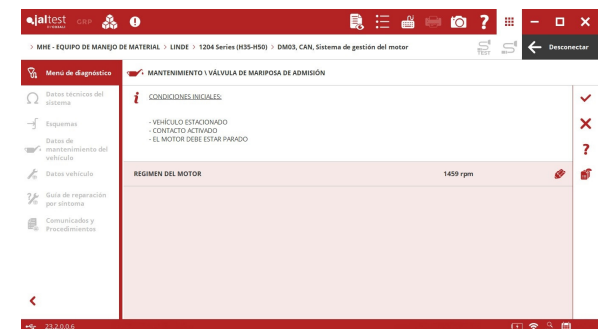 jaltest GRP
> MHE - EQUIPO DE MANEJO DE MATERIAL > LINDE > 1204 Series (H35-H50) > DM03, CAN, Sistema de gestión del motor
TEST
Desconectar
Menú de diagnóstico
MANTENIMIENTO \ VÁLVULA DE MARIPOSA DE ADMISIÓN
Datos técnicos del
sistema
Esquemas
Datos de
mantenimiento del
vehículo
Datos vehículo
Guía de reparación
por síntoma
Comunicados y
Procedimientos
CONDICIONES INICIALES:
- VEHÍCULO ESTACIONADO
- CONTACTO ACTIVADO
- EL MOTOR DEBE ESTAR PARADO
REGIMEN DEL MOTOR 1459 rpm
23.2.0.0.6